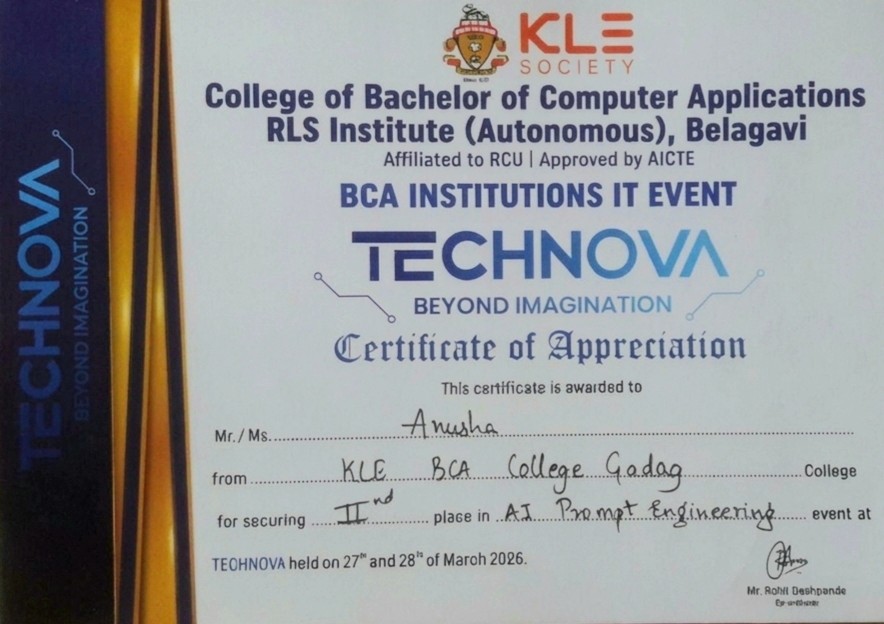 KLE
SOCIETY
College of Bachelor of Computer Applications
RLS Institute (Autonomous), Belagavi
Affiliated to RCU | Approved by AICTE
BCA INSTITUTIONS IT EVENT
TECHNOVA
BEYOND IMAGINATION
Certificate of Appreciation
This certificate is awarded to
Mr./ Ms. Anusha
from KLE BCA College Gadag College
for securing IInd place in AI Prompt Engineering event at
TECHNOVA held on 27th and 28th of March 2026.
Mr. Rohit Deshpande
TECHNOVA
BEYOND IMAGINATION